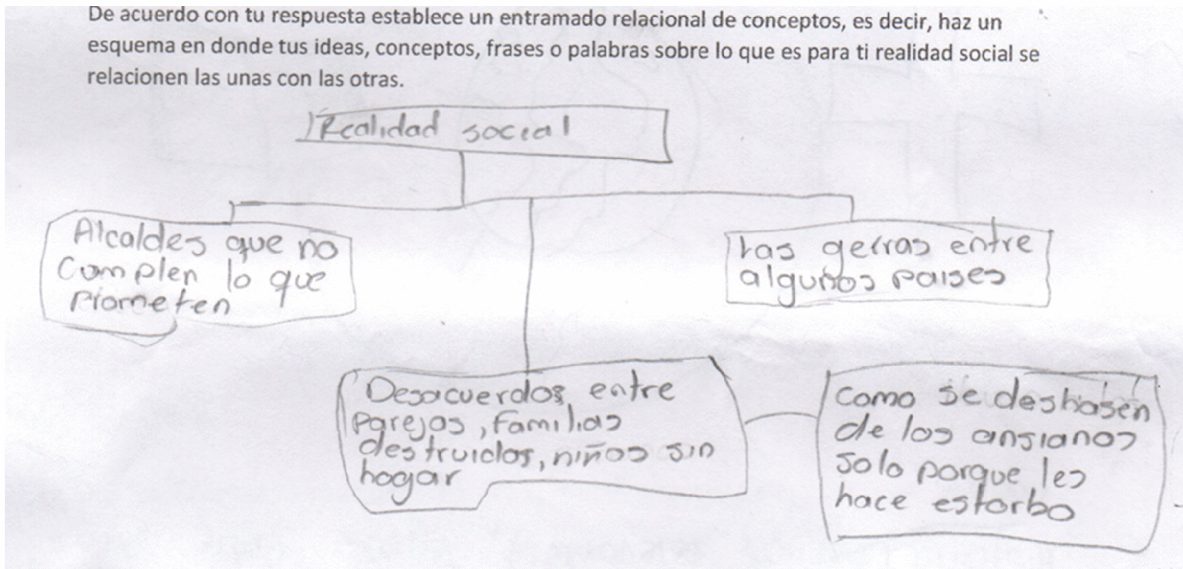 De acuerdo con tu respuesta establece un entramado relacional de conceptos, es decir, haz un
esquema en donde tus ideas, conceptos, frases o palabras sobre lo que es para ti realidad social se
relacionen las unas con las otras.
Realidad social
Alcaldes que no
Complen lo que
Prometen
Las gerras entre
algunos paises
Desacuerdos entre
parejas, familias
destruidas, niños sin
hogar
Como se deshasen
de los ansianos
solo porque les
hace estorbo